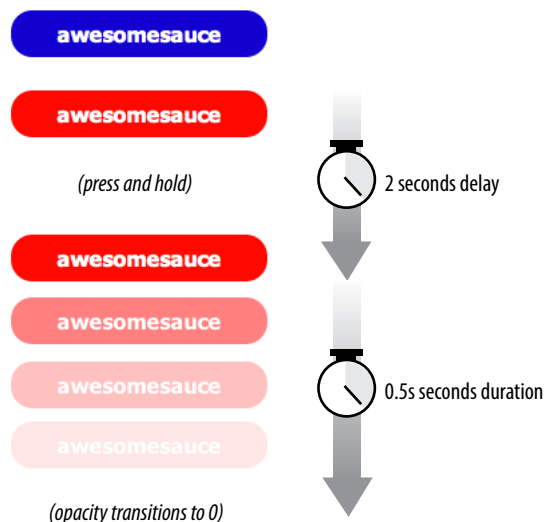 awesomesauce
awesomesauce
(press and hold)
2 seconds delay
awesomesauce
awesomesauce
awesomesauce
0.5s seconds duration
awesomesauce
(opacity transitions to 0)